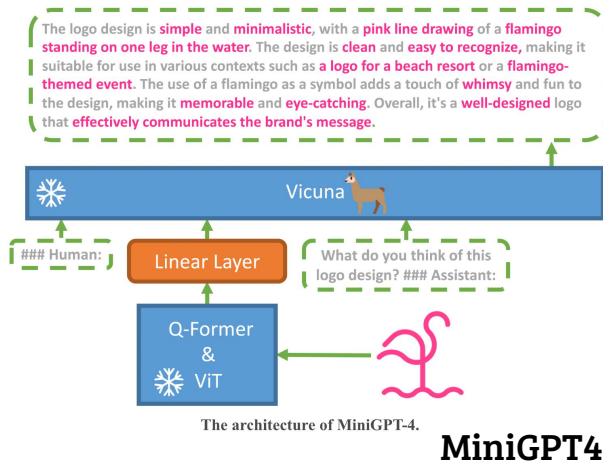 The logo design is simple and minimalistic, with a pink line drawing of a flamingo
standing on one leg in the water. The design is clean and easy to recognize, making it
suitable for use in various contexts such as a logo for a beach resort or a flamingo-
themed event. The use of a flamingo as a symbol adds a touch of whimsy and fun to
the design, making it memorable and eye-catching. Overall, it's a well-designed logo
that effectively communicates the brand's message.
Vicuna
### Human:
Linear Layer
What do you think of this
logo design? ### Assistant:
Q-Former
&
ViT
The architecture of MiniGPT-4.
MiniGPT4